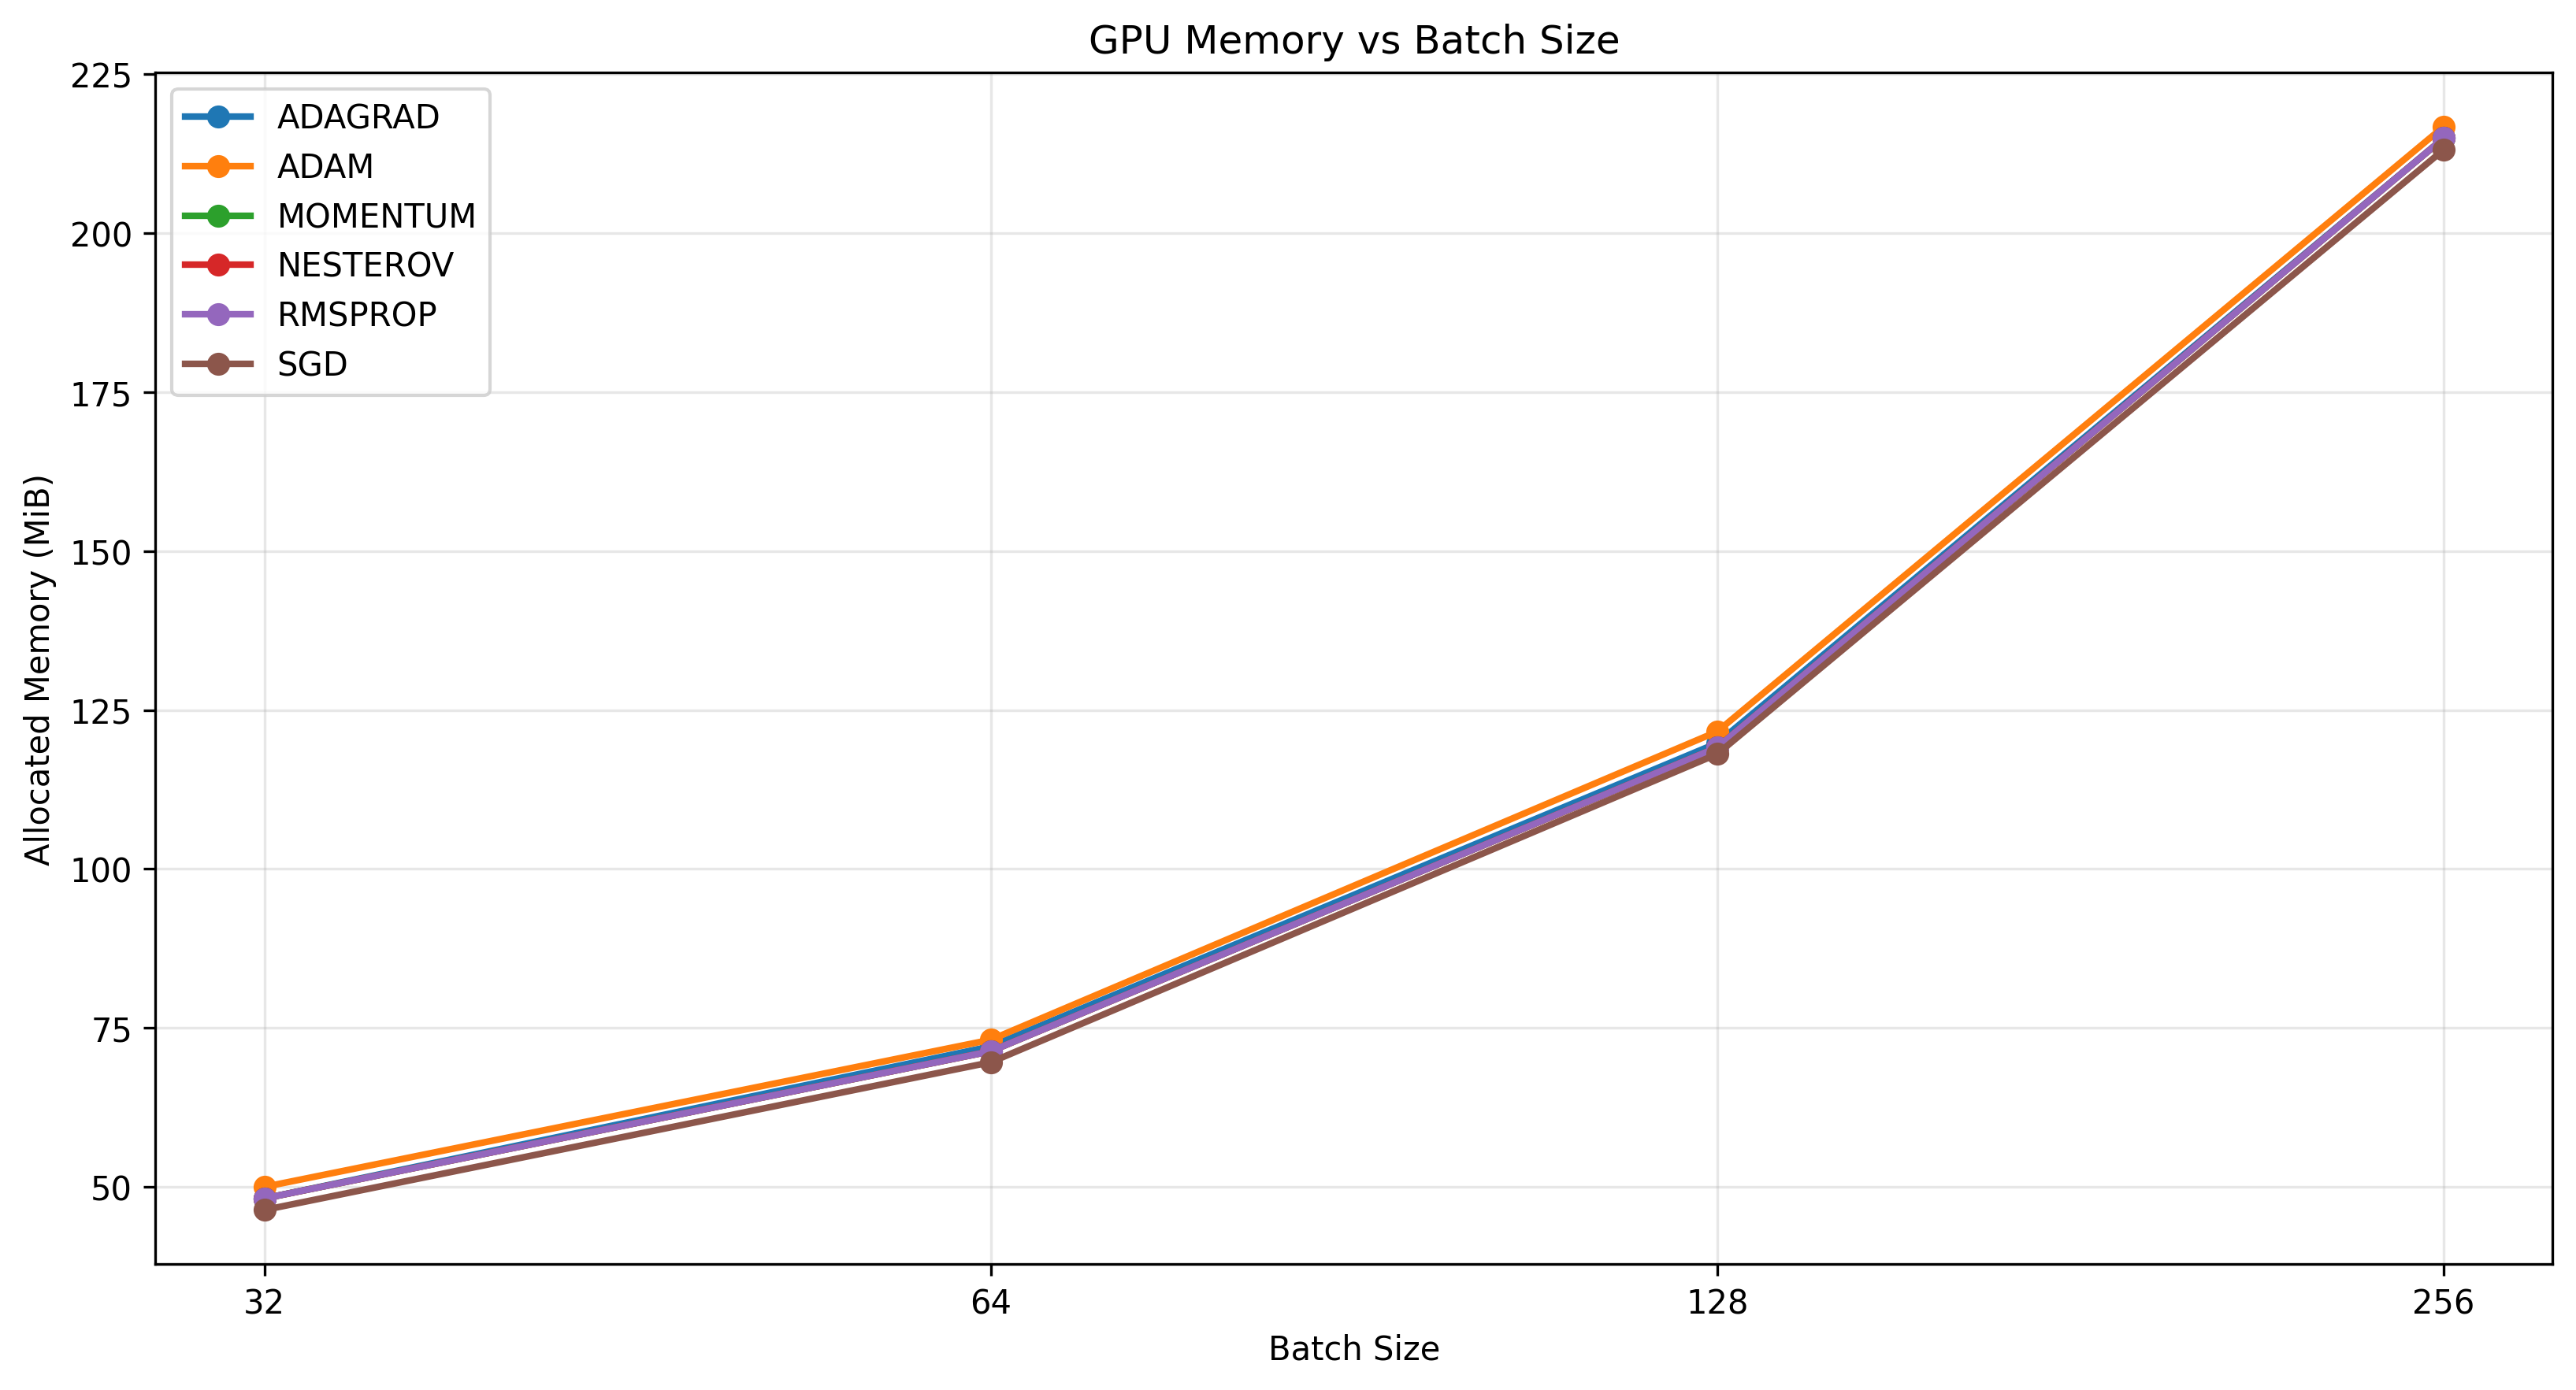 GPU Memory vs Batch Size
225
200
175
150
125
100
75
50
Allocated Memory (MiB)
ADAGRAD
ADAM
MOMENTUM
NESTEROV
RMSPROP
SGD
32 64 128 256
Batch Size